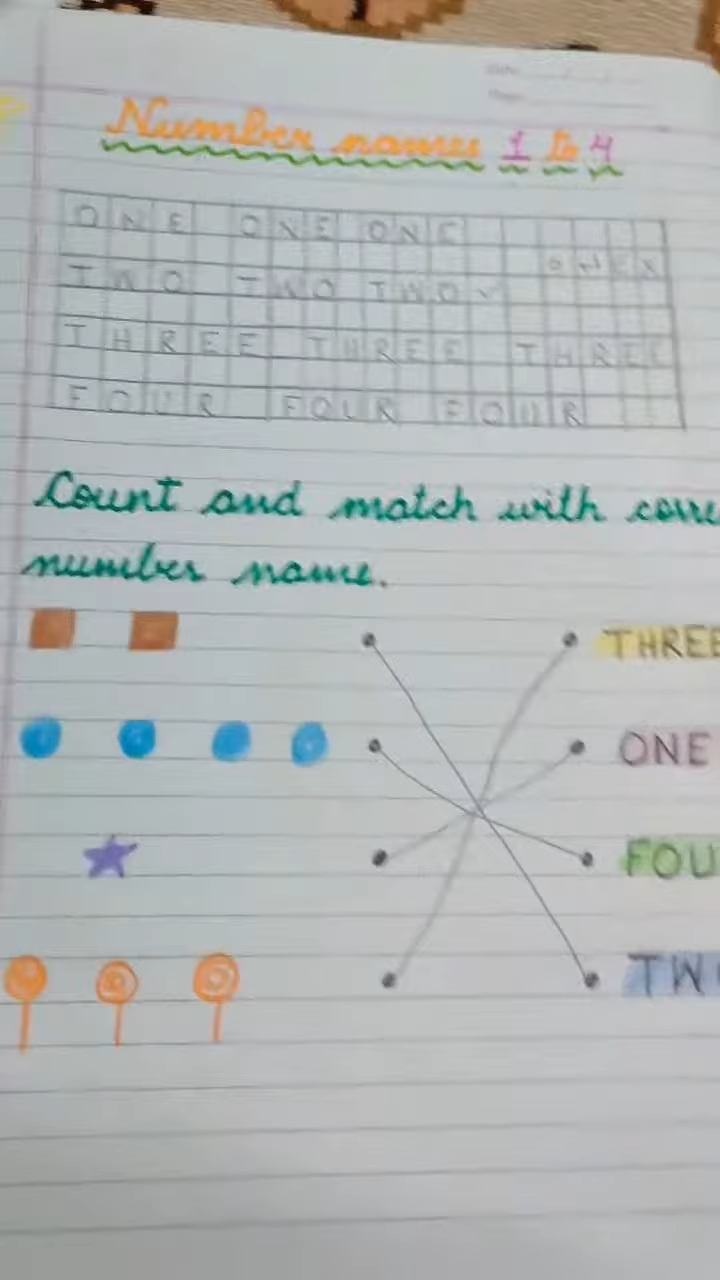 Number names 1 to 4
ONE ONE ONE
TWO TWO TWO
THREE THREE THREE
FOUR FOUR FOUR
Count and match with corre
number name.
THREE
ONE
FOU
TW